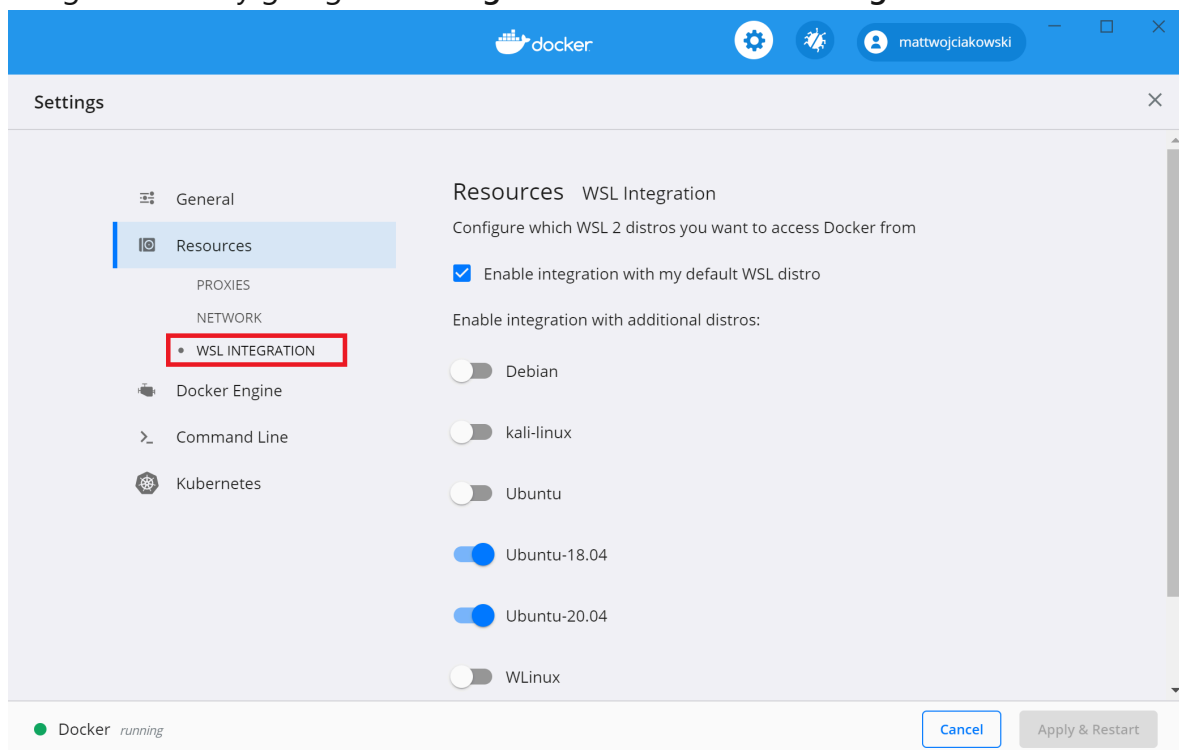 docker
mattwojciakowski
Settings
General
Resources
PROXIES
NETWORK
WSL INTEGRATION
Docker Engine
Command Line
Kubernetes
Resources WSL Integration
Configure which WSL 2 distros you want to access Docker from
Enable integration with my default WSL distro
Enable integration with additional distros:
Debian
kali-linux
Ubuntu
Ubuntu-18.04
Ubuntu-20.04
WLinux
Docker running
Cancel
Apply & Restart